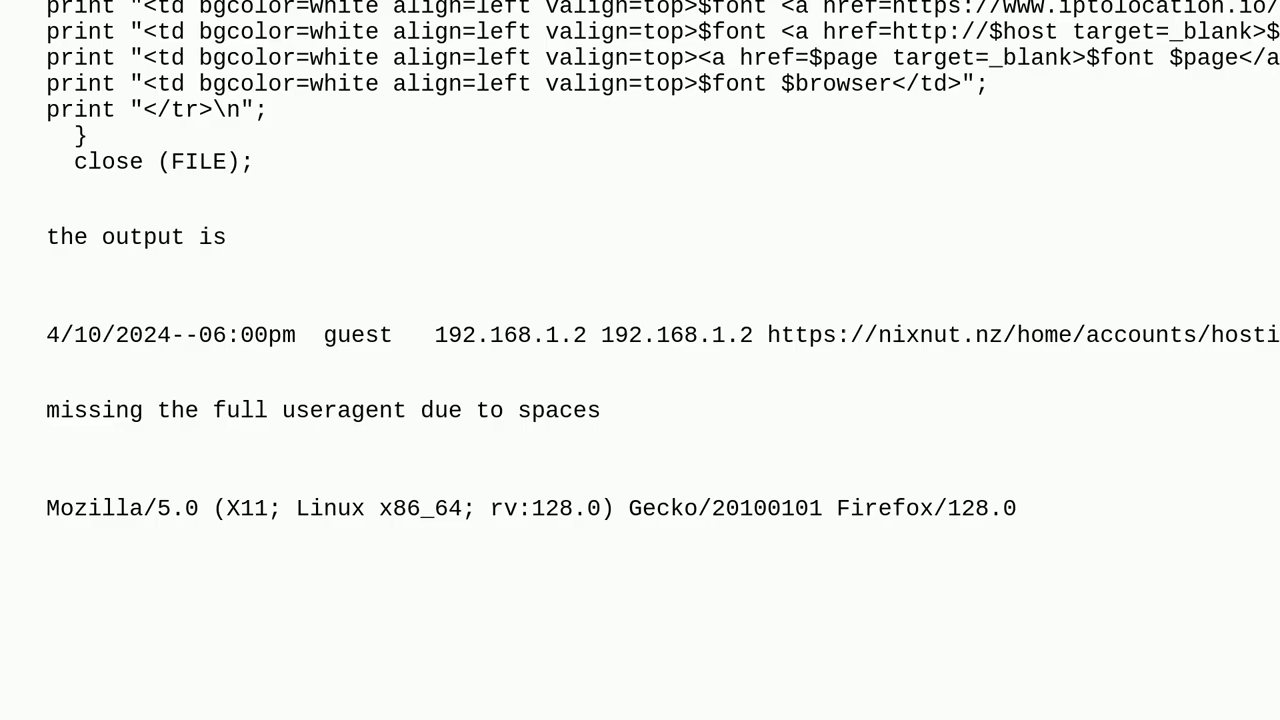 print "<td bgcolor=white align=left valign=top>$font <a href=https://www.iptolocation.io/
print "<td bgcolor=white align=left valign=top>$font <a href=http://$host target=_blank>$
print "<td bgcolor=white align=left valign=top><a href=$page target=_blank>$font $page</a
print "<td bgcolor=white align=left valign=top>$font $browser</td>";
print "</tr>\n";
  }
  close (FILE);
the output is
4/10/2024--06:00pm  guest   192.168.1.2 192.168.1.2 https://nixnut.nz/home/accounts/hosti
missing the full useragent due to spaces
Mozilla/5.0 (X11; Linux x86_64; rv:128.0) Gecko/20100101 Firefox/128.0